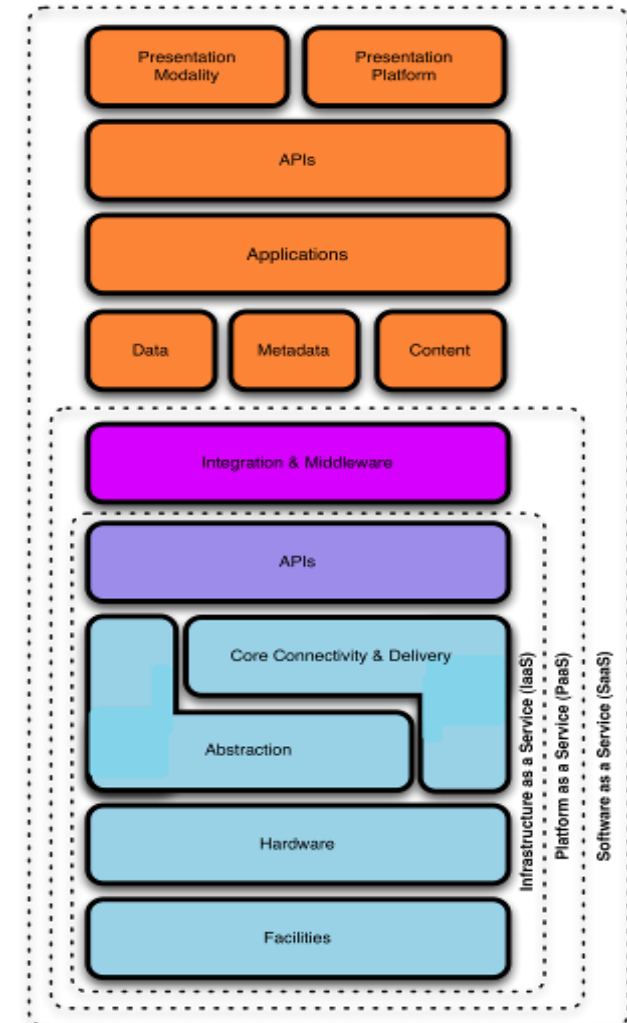 Presentation
Modality
Presentation
Platform
APIs
Applications
Data
Metadata
Content
Integration & Middleware
APIs
Core Connectivity & Delivery
Abstraction
Hardware
Facilities
Infrastructure as a Service (IaaS)
Platform as a Service (PaaS)
Software as a Service (SaaS)